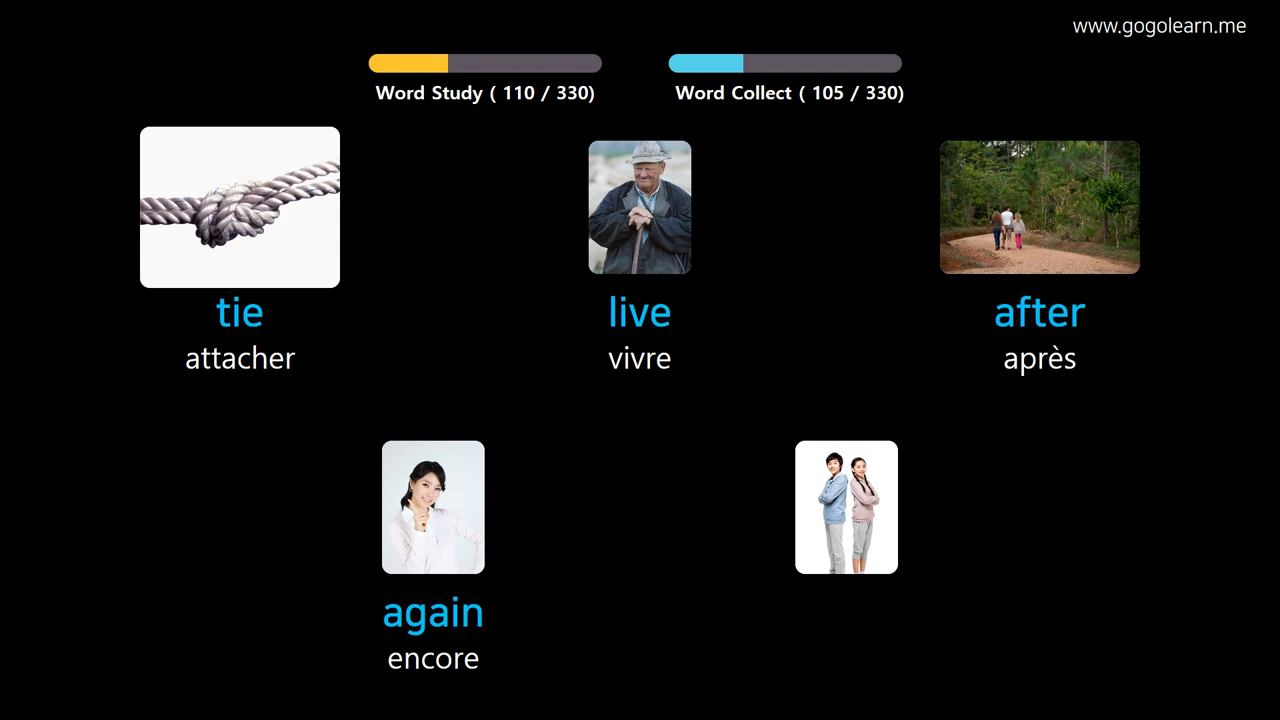 www.gogolearn.me
Word Study ( 110 / 330)
Word Collect ( 105 / 330)
tie
attacher
live
vivre
after
après
again
encore